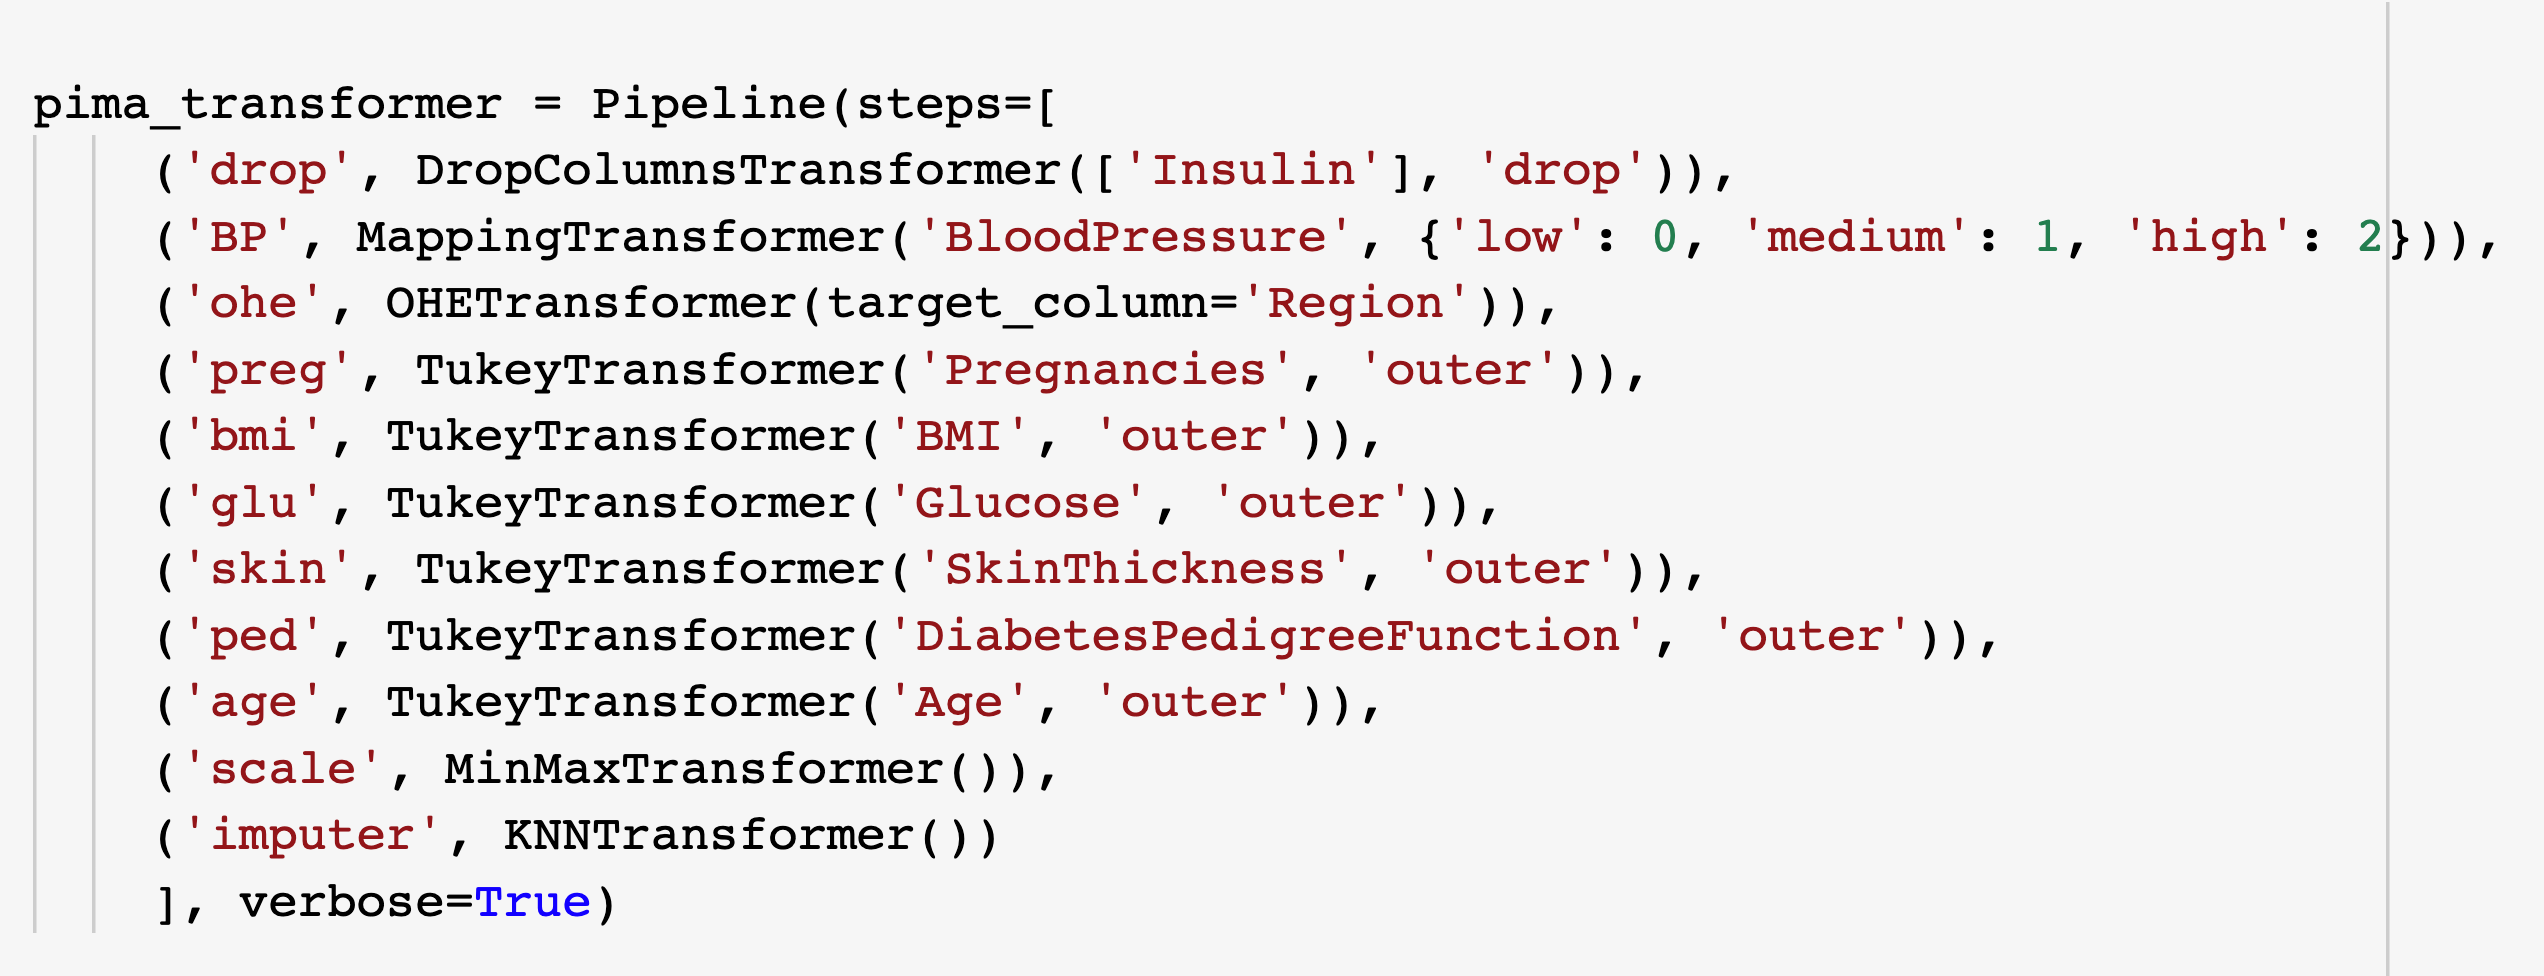 pima_transformer = Pipeline(steps=[
    ('drop', DropColumnsTransformer(['Insulin'], 'drop')),
    ('BP', MappingTransformer('BloodPressure', {'low': 0, 'medium': 1, 'high': 2})),
    ('ohe', OHETransformer(target_column='Region')),
    ('preg', TukeyTransformer('Pregnancies', 'outer')),
    ('bmi', TukeyTransformer('BMI', 'outer')),
    ('glu', TukeyTransformer('Glucose', 'outer')),
    ('skin', TukeyTransformer('SkinThickness', 'outer')),
    ('ped', TukeyTransformer('DiabetesPedigreeFunction', 'outer')),
    ('age', TukeyTransformer('Age', 'outer')),
    ('scale', MinMaxTransformer()),
    ('imputer', KNNTransformer())
    ], verbose=True)